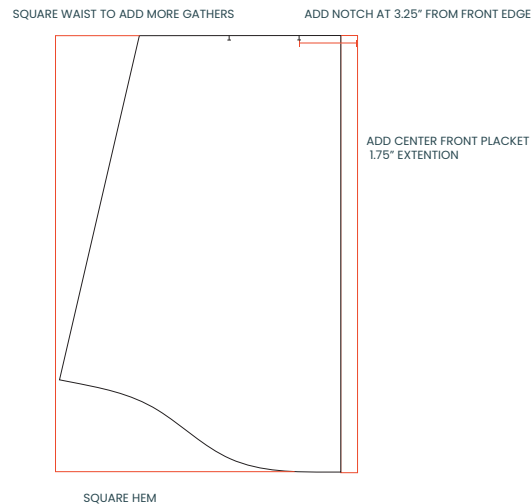 SQUARE WAIST TO ADD MORE GATHERS
ADD NOTCH AT 3.25” FROM FRONT EDGE
ADD CENTER FRONT PLACKET
1.75” EXTENTION
SQUARE HEM